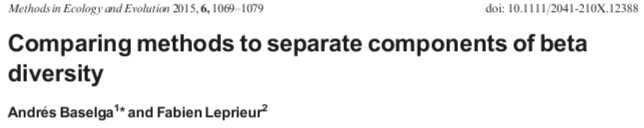 Methods in Ecology and Evolution 2015, 6, 1069–1079 doi: 10.1111/2041-210X.12388
Comparing methods to separate components of beta
diversity
Andrés Baselga¹* and Fabien Leprieur²